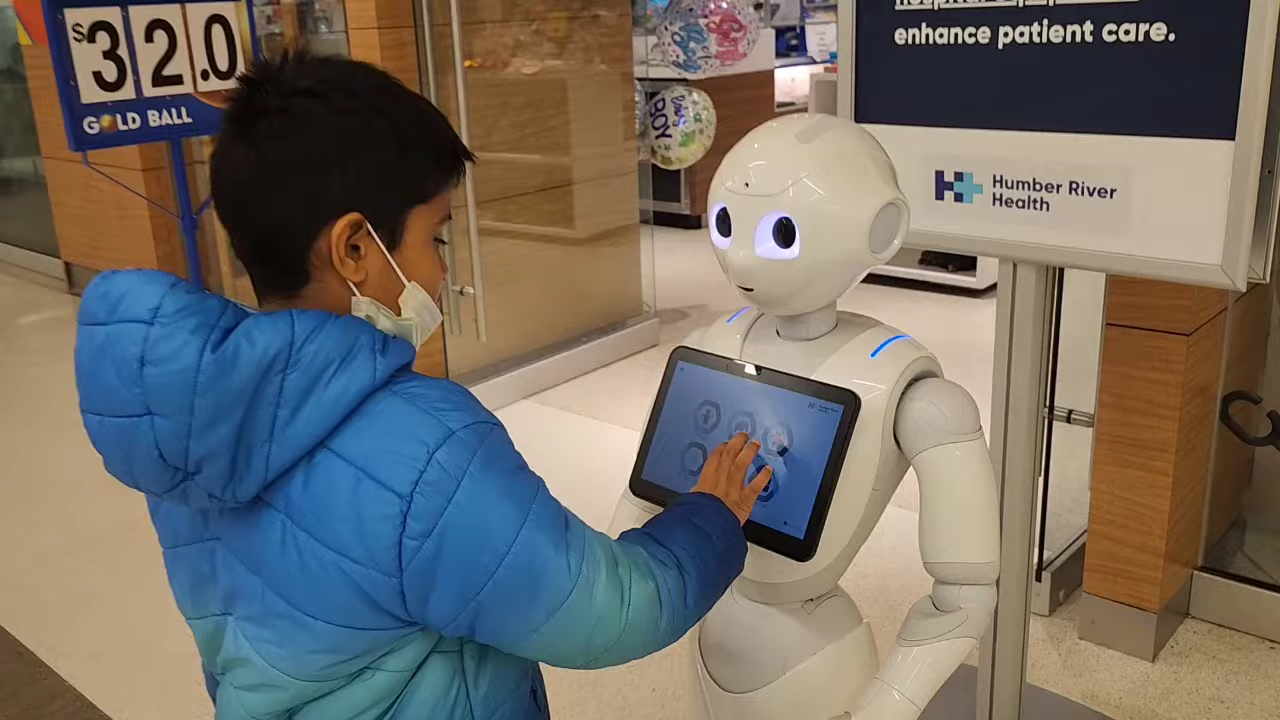 $32.0
GOLD BALL
BOY
enhance patient care.
Humber River
Health